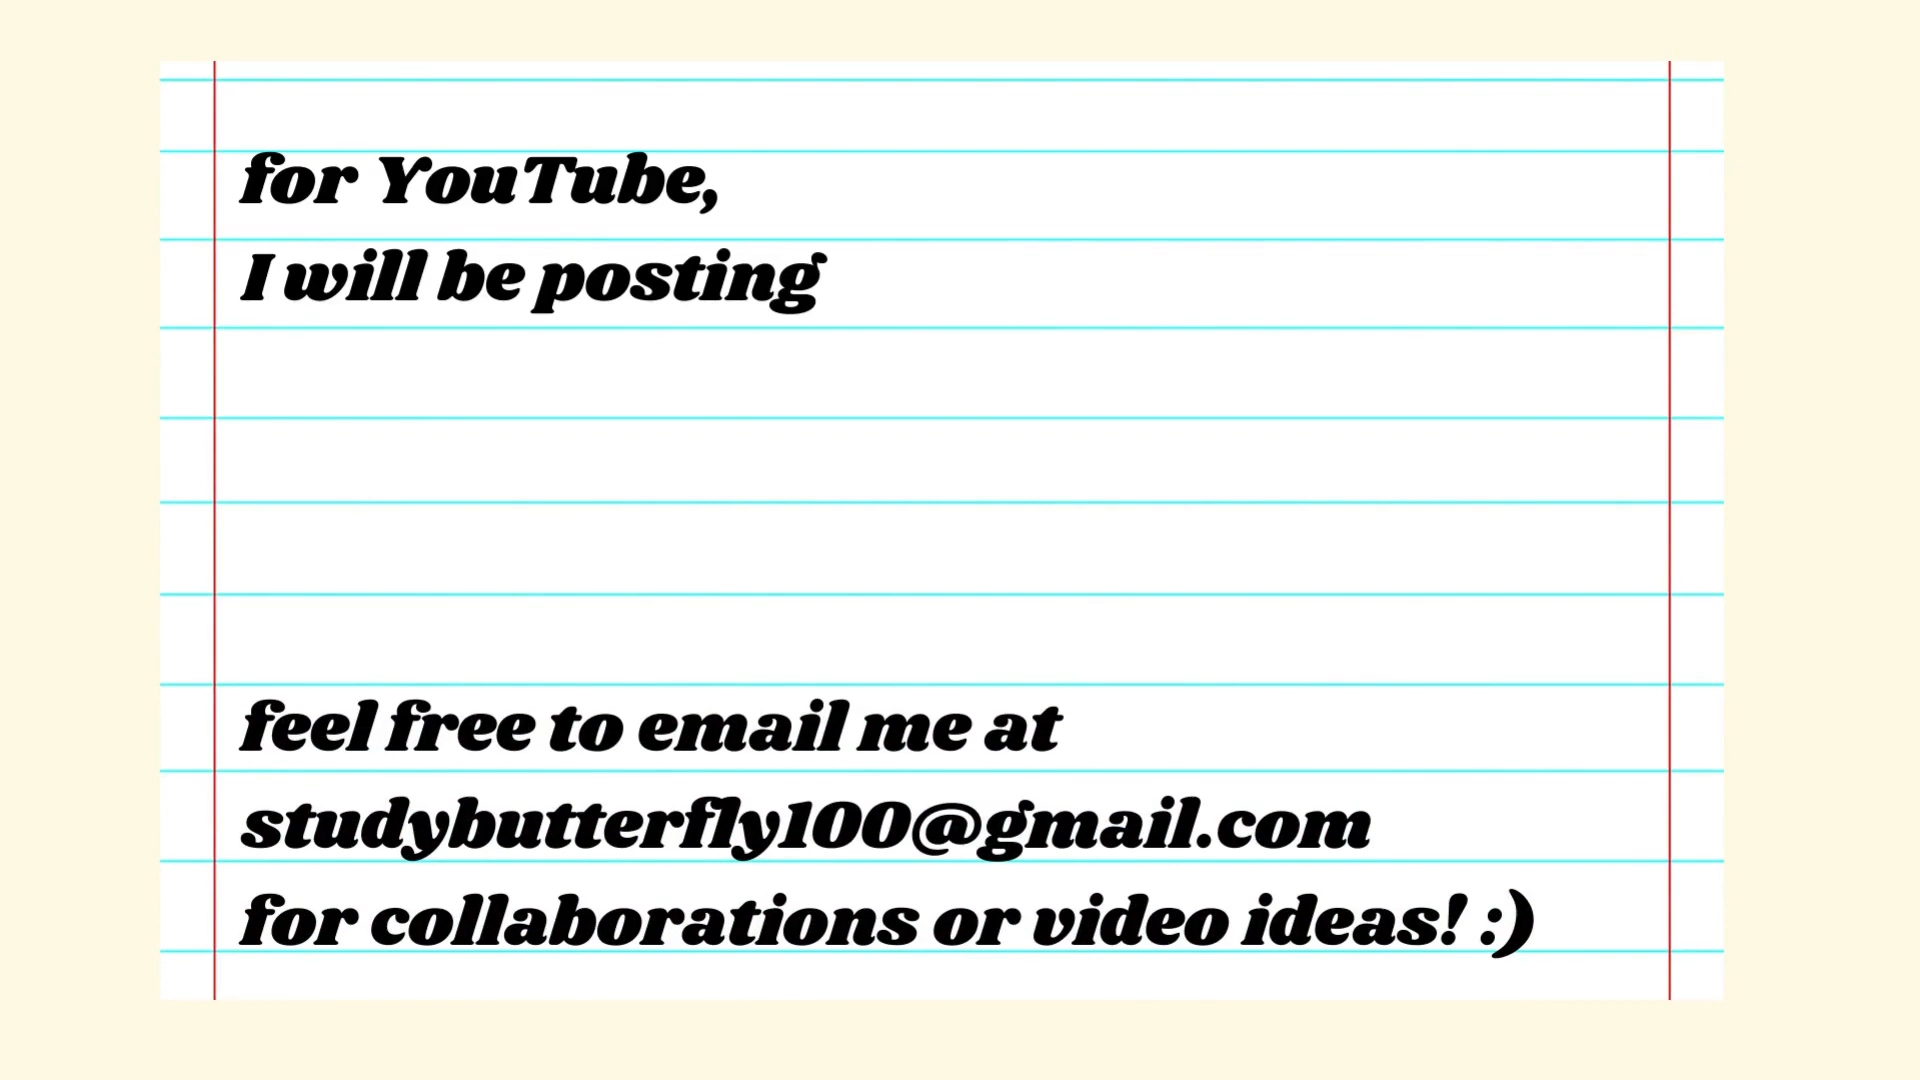 for YouTube,
I will be posting
feel free to email me at
studybutterfly100@gmail.com
for collaborations or video ideas! :)